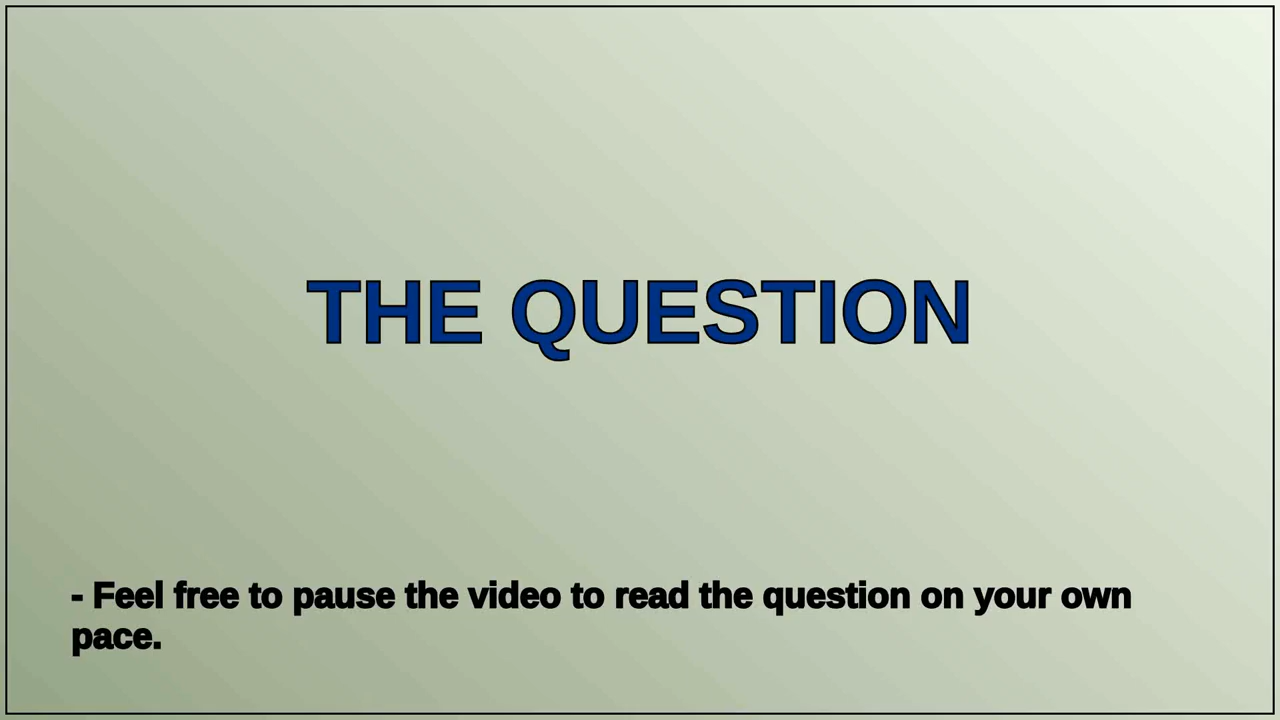 THE QUESTION
- Feel free to pause the video to read the question on your own
pace.